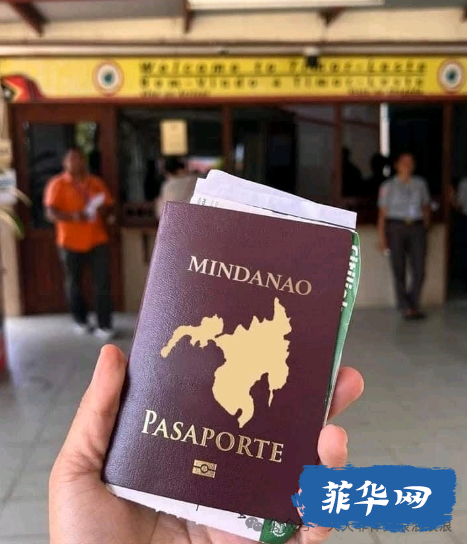 Welcome to Timor-Leste
Bem-Vindo a Timor-Leste
MINDANAO
PASAPORTE
菲华网